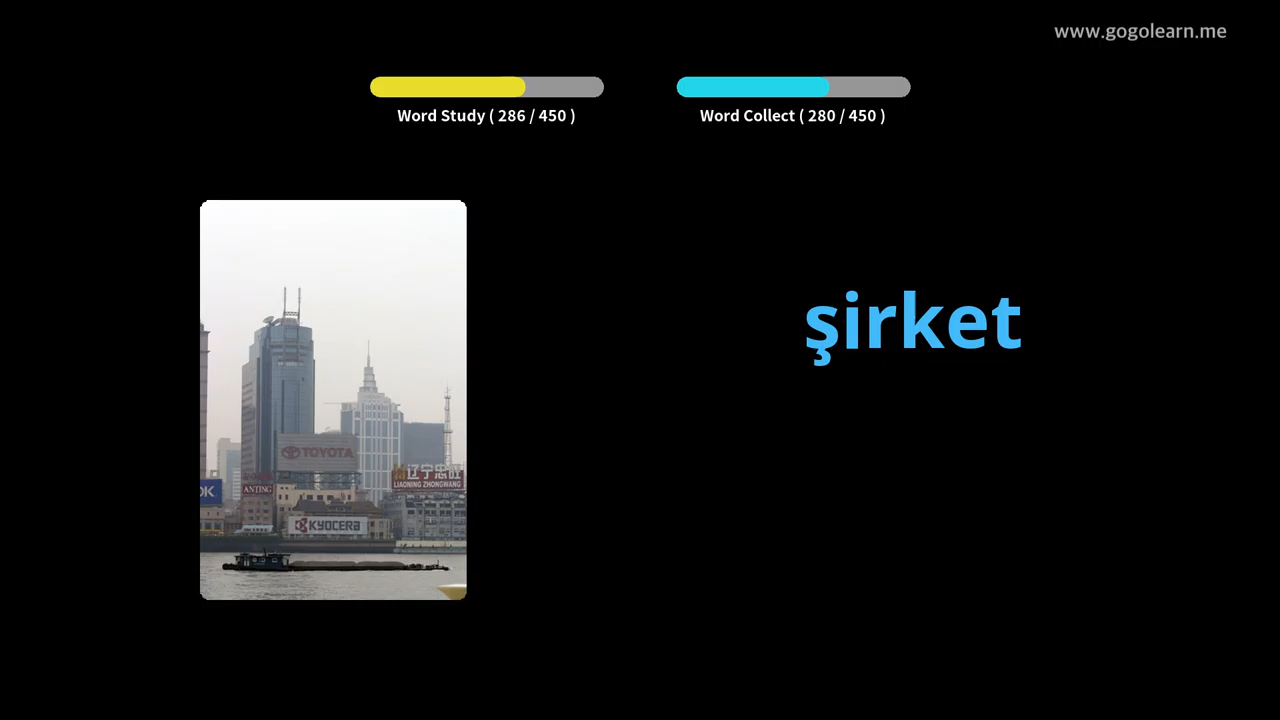 www.gogolearn.me
Word Study ( 286 / 450 )
Word Collect ( 280 / 450 )
şirket
TOYOTA
辽宁忠旺
LIAONING ZHONGWANG
OK
ANTING
KYOCERA